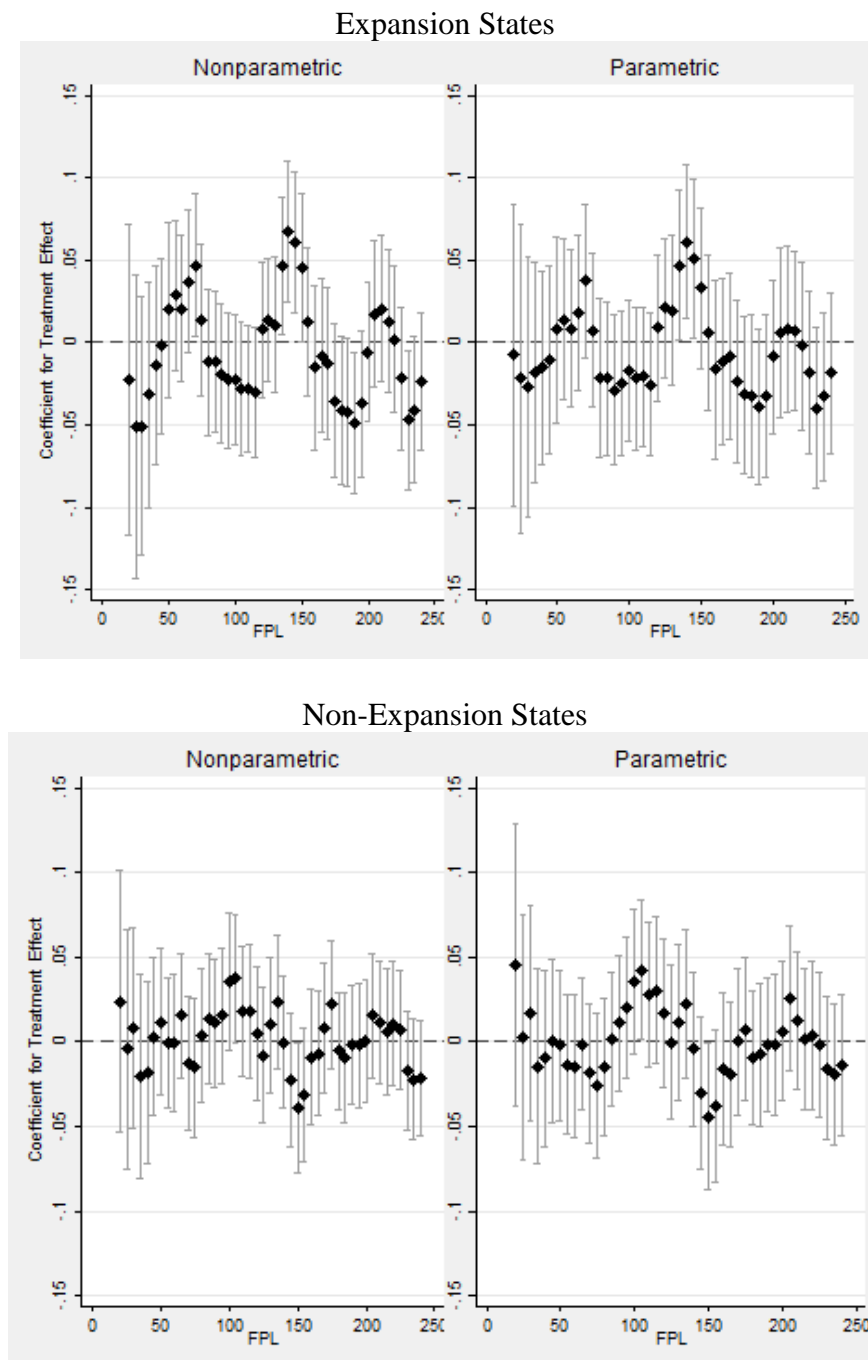 Expansion States
Nonparametric Parametric
Coefficient for Treatment Effect
.15 .1 .05 0 -.05 -.1 -.15
.15 .1 .05 0 -.05 -.1 -.15
0 50 100 150 200 250
0 50 100 150 200 250
FPL FPL
Non-Expansion States
Nonparametric Parametric
Coefficient for Treatment Effect
.15 .1 .05 0 -.05 -.1 -.15
.15 .1 .05 0 -.05 -.1 -.15
0 50 100 150 200 250
0 50 100 150 200 250
FPL FPL